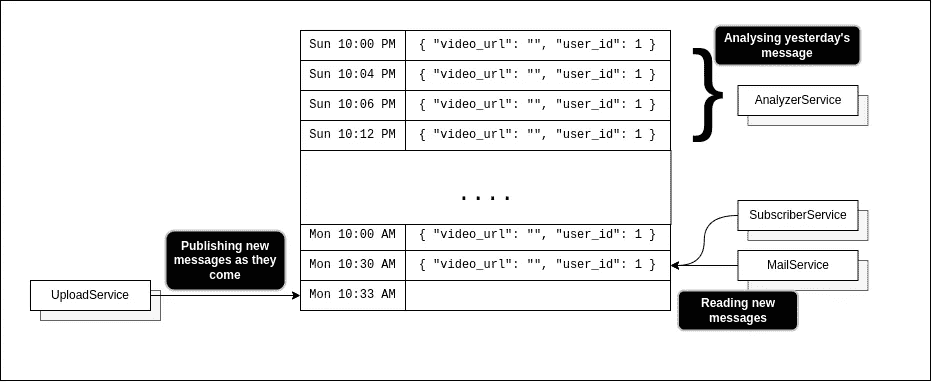 Analysing yesterday's
message
Sun 10:00 PM { "video_url": "", "user_id": 1 }
Sun 10:04 PM { "video_url": "", "user_id": 1 }
Sun 10:06 PM { "video_url": "", "user_id": 1 }
Sun 10:12 PM { "video_url": "", "user_id": 1 }
}
AnalyzerService
....
SubscriberService
Mon 10:00 AM { "video_url": "", "user_id": 1 }
Mon 10:30 AM { "video_url": "", "user_id": 1 }
MailService
Publishing new
messages as they
come
UploadService
Mon 10:33 AM
Reading new
messages